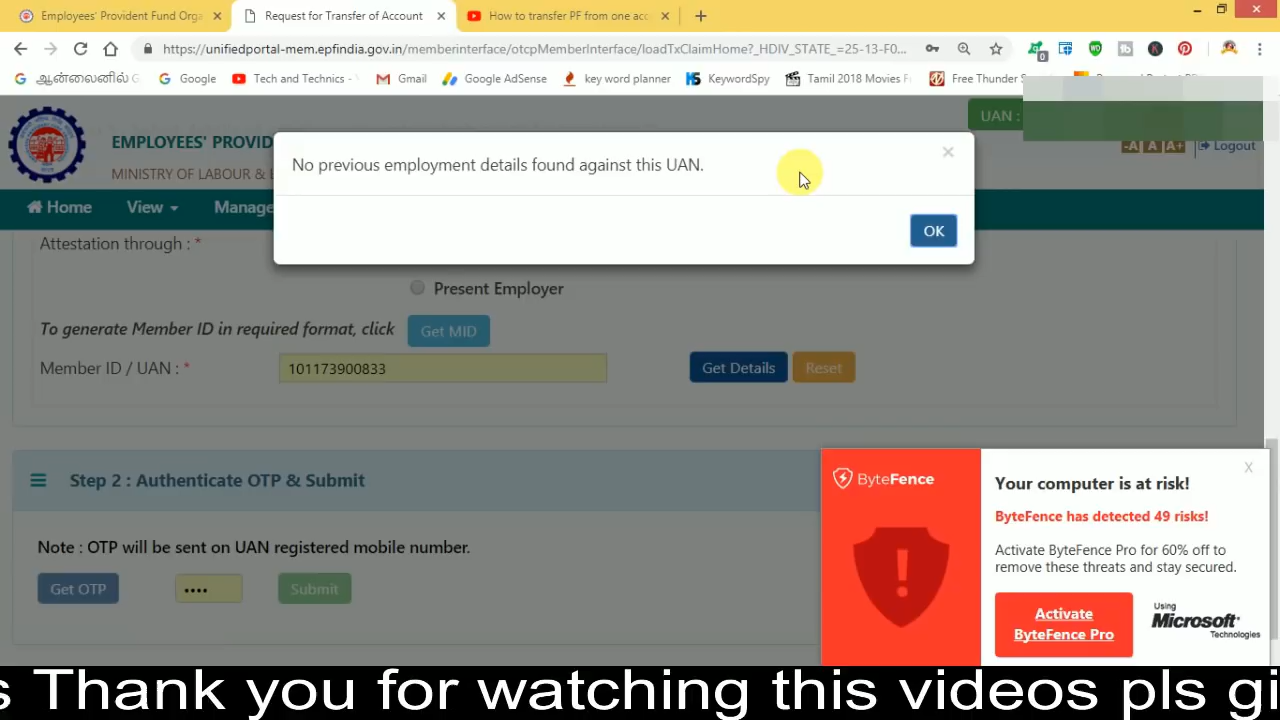 Employees' Provident Fund Orga
Request for Transfer of Account
How to transfer PF from one acc
https://unifiedportal-mem.epfindia.gov.in/memberinterface/otcpMemberInterface/loadTxClaimHome?_HDIV_STATE_=25-13-F0...
0
ஆன்லைனில் G
Google
Tech and Technics -
Gmail
Google AdSense
key word planner
KeywordSpy
Tamil 2018 Movies F
Free Thunder
UAN :
EMPLOYEES' PROVID
MINISTRY OF LABOUR & E
-A A A+
Logout
Home
View
Manage
No previous employment details found against this UAN.
×
OK
Attestation through : *
Present Employer
To generate Member ID in required format, click
Get MID
Member ID / UAN : *
101173900833
Get Details
Reset
Step 2 : Authenticate OTP & Submit
Note : OTP will be sent on UAN registered mobile number.
Get OTP
••••
Submit
ByteFence
X
Your computer is at risk!
ByteFence has detected 49 risks!
Activate ByteFence Pro for 60% off to
remove these threats and stay secured.
Activate
ByteFence Pro
Using
Microsoft
Technologies
s Thank you for watching this videos pls gi